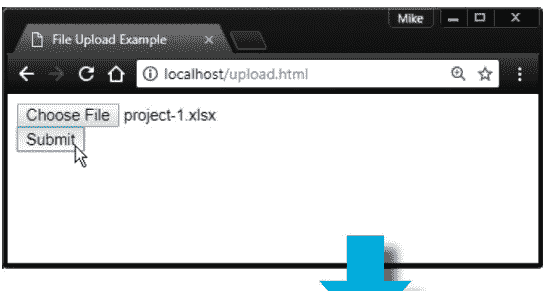 Mike
File Upload Example
localhost/upload.html
Choose File project-1.xlsx
Submit